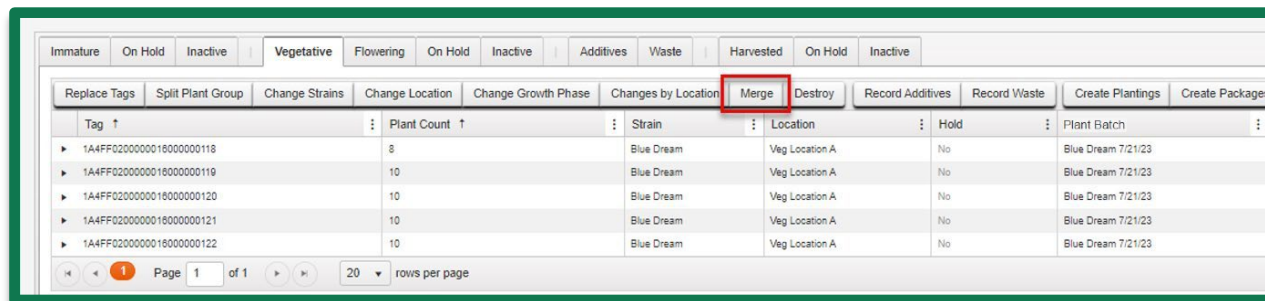 Immature On Hold Inactive Vegetative Flowering On Hold Inactive Additives Waste Harvested On Hold Inactive
Replace Tags Split Plant Group Change Strains Change Location Change Growth Phase Changes by Location Merge Destroy Record Additives Record Waste Create Plantings Create Packages
Tag ↑ Plant Count ↑ Strain Location Hold Plant Batch
1A4FF0200000016000000118 8 Blue Dream Veg Location A No Blue Dream 7/21/23
1A4FF0200000016000000119 10 Blue Dream Veg Location A No Blue Dream 7/21/23
1A4FF0200000016000000120 10 Blue Dream Veg Location A No Blue Dream 7/21/23
1A4FF0200000016000000121 10 Blue Dream Veg Location A No Blue Dream 7/21/23
1A4FF0200000016000000122 10 Blue Dream Veg Location A No Blue Dream 7/21/23
1 Page 1 of 1 20 rows per page